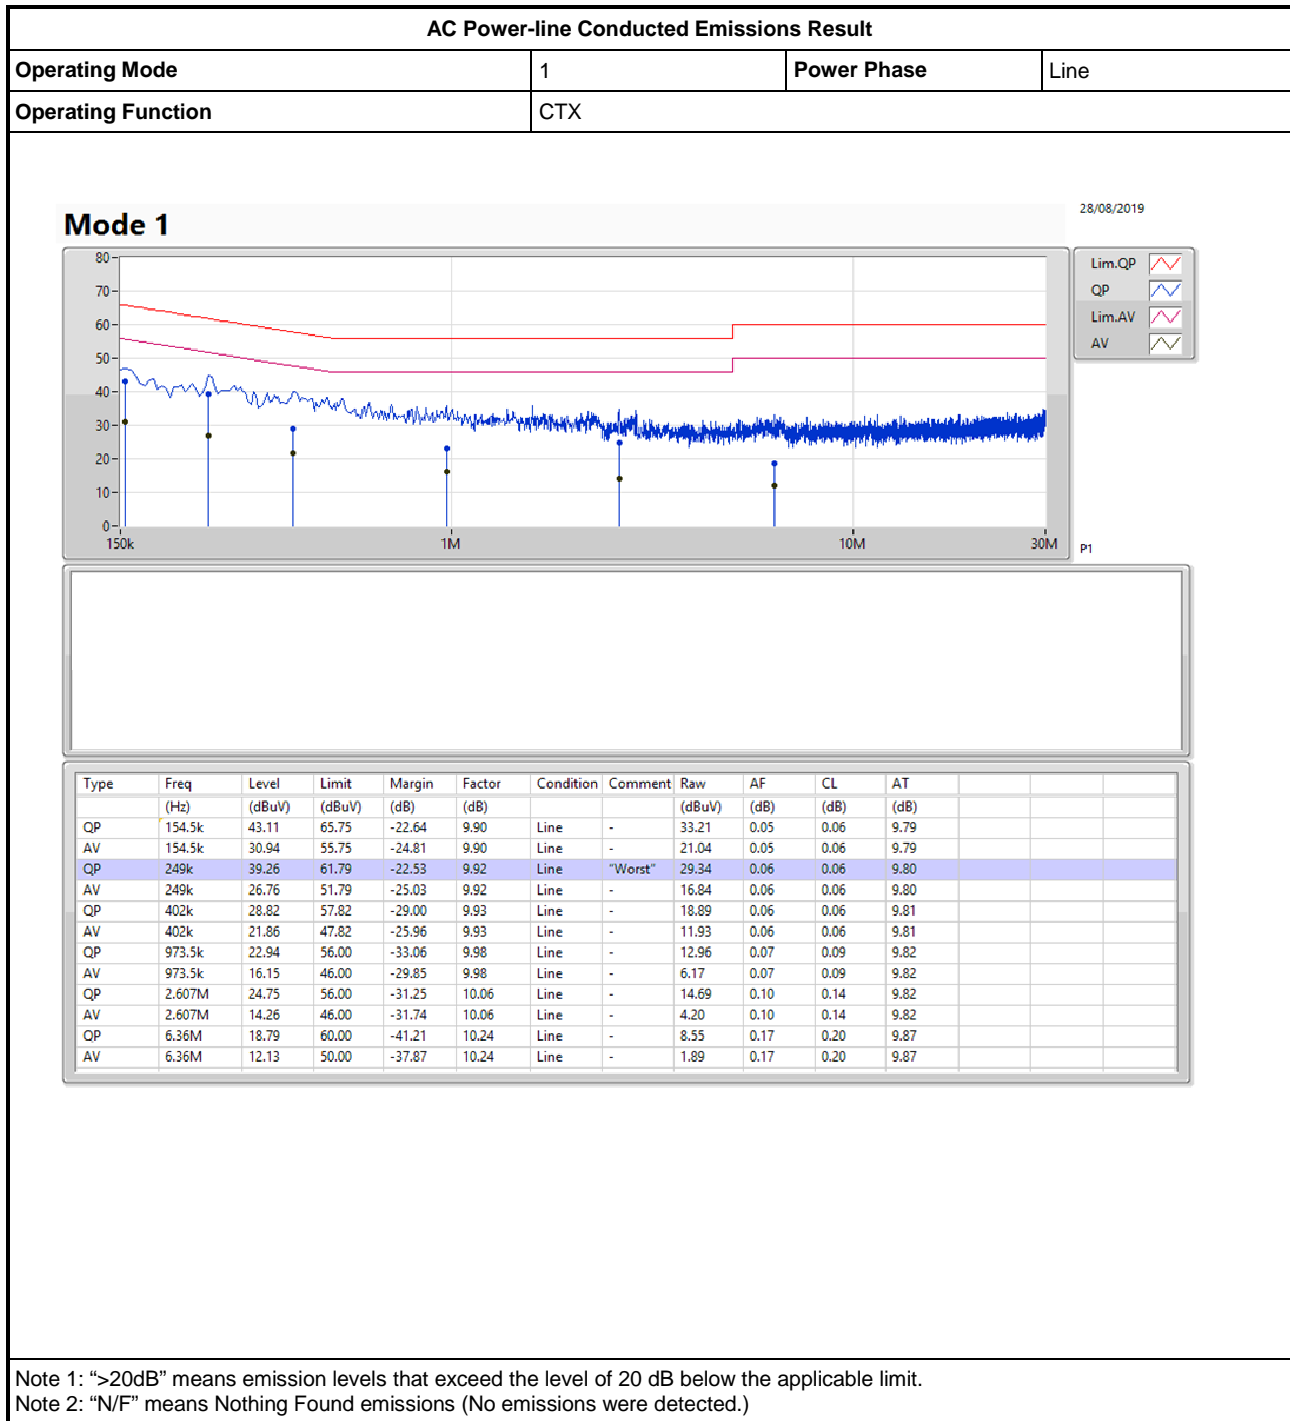 AC Power-line Conducted Emissions Result
Operating Mode 1 Power Phase Line
Operating Function CTX
28/08/2019
Mode 1
80
70
60
50
40
30
20
10
0
150k 1M 10M 30M
Lim.QP
QP
Lim.AV
AV
P1
Type Freq Level Limit Margin Factor Condition Comment Raw AF CL AT
(Hz) (dBuV) (dBuV) (dB) (dB) (dBuV) (dB) (dB) (dB)
QP 154.5k 43.11 65.75 -22.64 9.90 Line - 33.21 0.05 0.06 9.79
AV 154.5k 30.94 55.75 -24.81 9.90 Line - 21.04 0.05 0.06 9.79
QP 249k 39.26 61.79 -22.53 9.92 Line "Worst" 29.34 0.06 0.06 9.80
AV 249k 26.76 51.79 -25.03 9.92 Line - 16.84 0.06 0.06 9.80
QP 402k 28.82 57.82 -29.00 9.93 Line - 18.89 0.06 0.06 9.81
AV 402k 21.86 47.82 -25.96 9.93 Line - 11.93 0.06 0.06 9.81
QP 973.5k 22.94 56.00 -33.06 9.98 Line - 12.96 0.07 0.09 9.82
AV 973.5k 16.15 46.00 -29.85 9.98 Line - 6.17 0.07 0.09 9.82
QP 2.607M 24.75 56.00 -31.25 10.06 Line - 14.69 0.10 0.14 9.82
AV 2.607M 14.26 46.00 -31.74 10.06 Line - 4.20 0.10 0.14 9.82
QP 6.36M 18.79 60.00 -41.21 10.24 Line - 8.55 0.17 0.20 9.87
AV 6.36M 12.13 50.00 -37.87 10.24 Line - 1.89 0.17 0.20 9.87
Note 1: “>20dB” means emission levels that exceed the level of 20 dB below the applicable limit.
Note 2: “N/F” means Nothing Found emissions (No emissions were detected.)